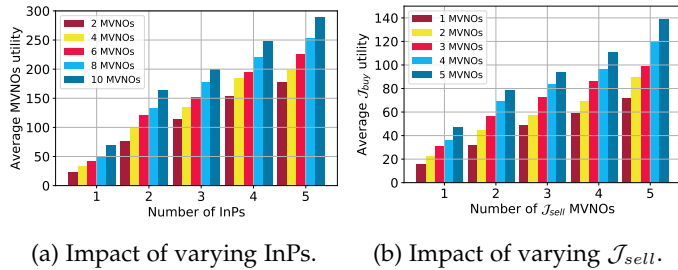 300
250
200
150
100
50
0
Average MVNOs utility
2 MVNOs
4 MVNOs
6 MVNOs
8 MVNOs
10 MVNOs
1 2 3 4 5
Number of InPs
(a) Impact of varying InPs.
140
120
100
80
60
40
20
0
Average 𝒥buy utility
1 MVNOs
2 MVNOs
3 MVNOs
4 MVNOs
5 MVNOs
1 2 3 4 5
Number of 𝒥sell MVNOs
(b) Impact of varying 𝒥sell.